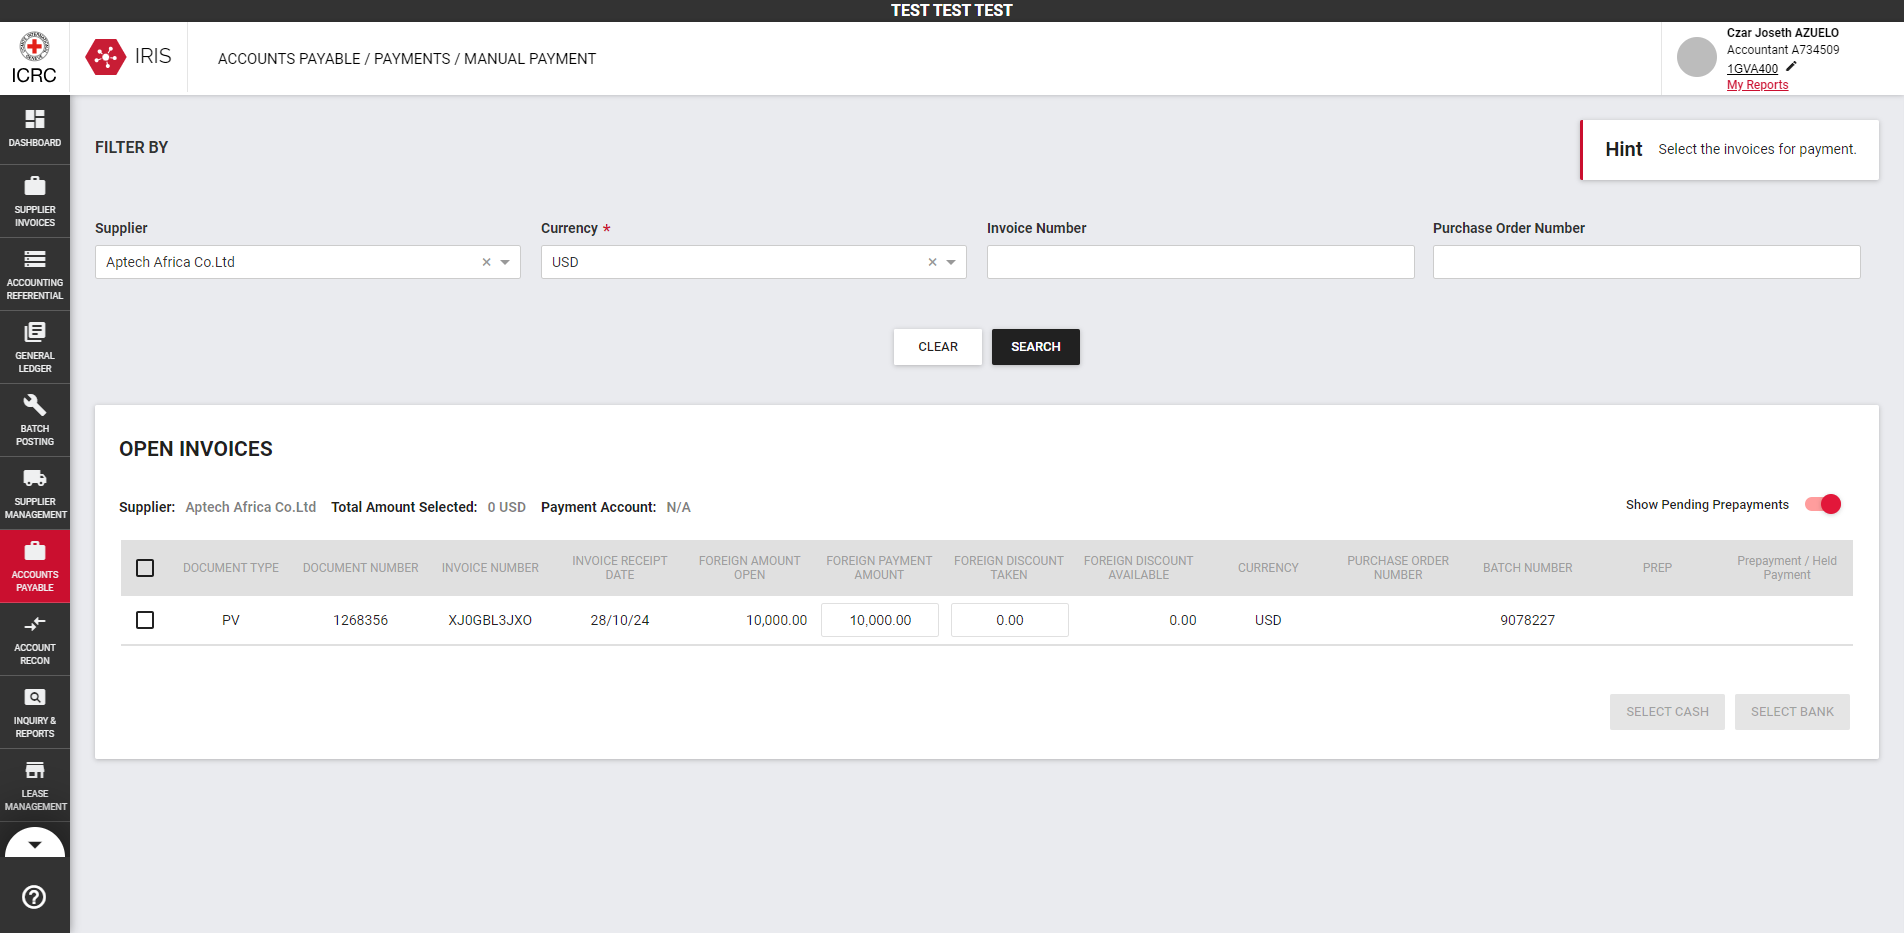 TEST TEST TEST
ICRC
IRIS
ACCOUNTS PAYABLE / PAYMENTS / MANUAL PAYMENT
Czar Joseth AZUELO
Accountant A734509
1GVA400
My Reports
DASHBOARD
SUPPLIER
INVOICES
ACCOUNTING
REFERENTIAL
GENERAL
LEDGER
BATCH
POSTING
SUPPLIER
MANAGEMENT
ACCOUNTS
PAYABLE
ACCOUNT
RECON
INQUIRY &
REPORTS
LEASE
MANAGEMENT
FILTER BY
Hint Select the invoices for payment.
Supplier Currency * Invoice Number Purchase Order Number
Aptech Africa Co.Ltd × USD ×
CLEAR SEARCH
OPEN INVOICES
Supplier: Aptech Africa Co.Ltd Total Amount Selected: 0 USD Payment Account: N/A Show Pending Prepayments
DOCUMENT TYPE DOCUMENT NUMBER INVOICE NUMBER INVOICE RECEIPT DATE FOREIGN AMOUNT OPEN FOREIGN PAYMENT AMOUNT FOREIGN DISCOUNT TAKEN FOREIGN DISCOUNT AVAILABLE CURRENCY PURCHASE ORDER NUMBER BATCH NUMBER PREP Prepayment / Held Payment
PV 1268356 XJ0GBL3JXO 28/10/24 10,000.00 10,000.00 0.00 0.00 USD 9078227
SELECT CASH SELECT BANK